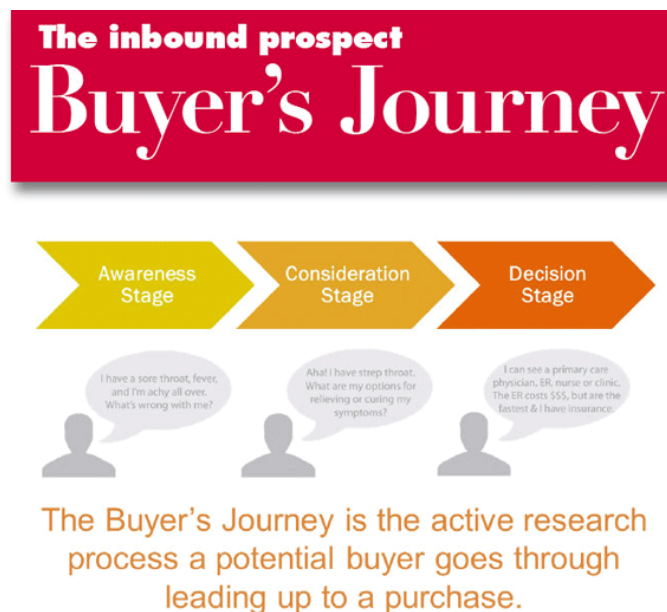 The inbound prospect
Buyer's Journey
Awareness
Stage
Consideration
Stage
Decision
Stage
I have a sore throat, fever,
and I'm achy all over.
What's wrong with me?
Aha! I have strep throat.
What are my options for
relieving or curing my
symptoms?
I can see a primary care
physician, ER, nurse or clinic.
The ER costs $$$, but are the
fastest & I have insurance.
The Buyer's Journey is the active research
process a potential buyer goes through
leading up to a purchase.